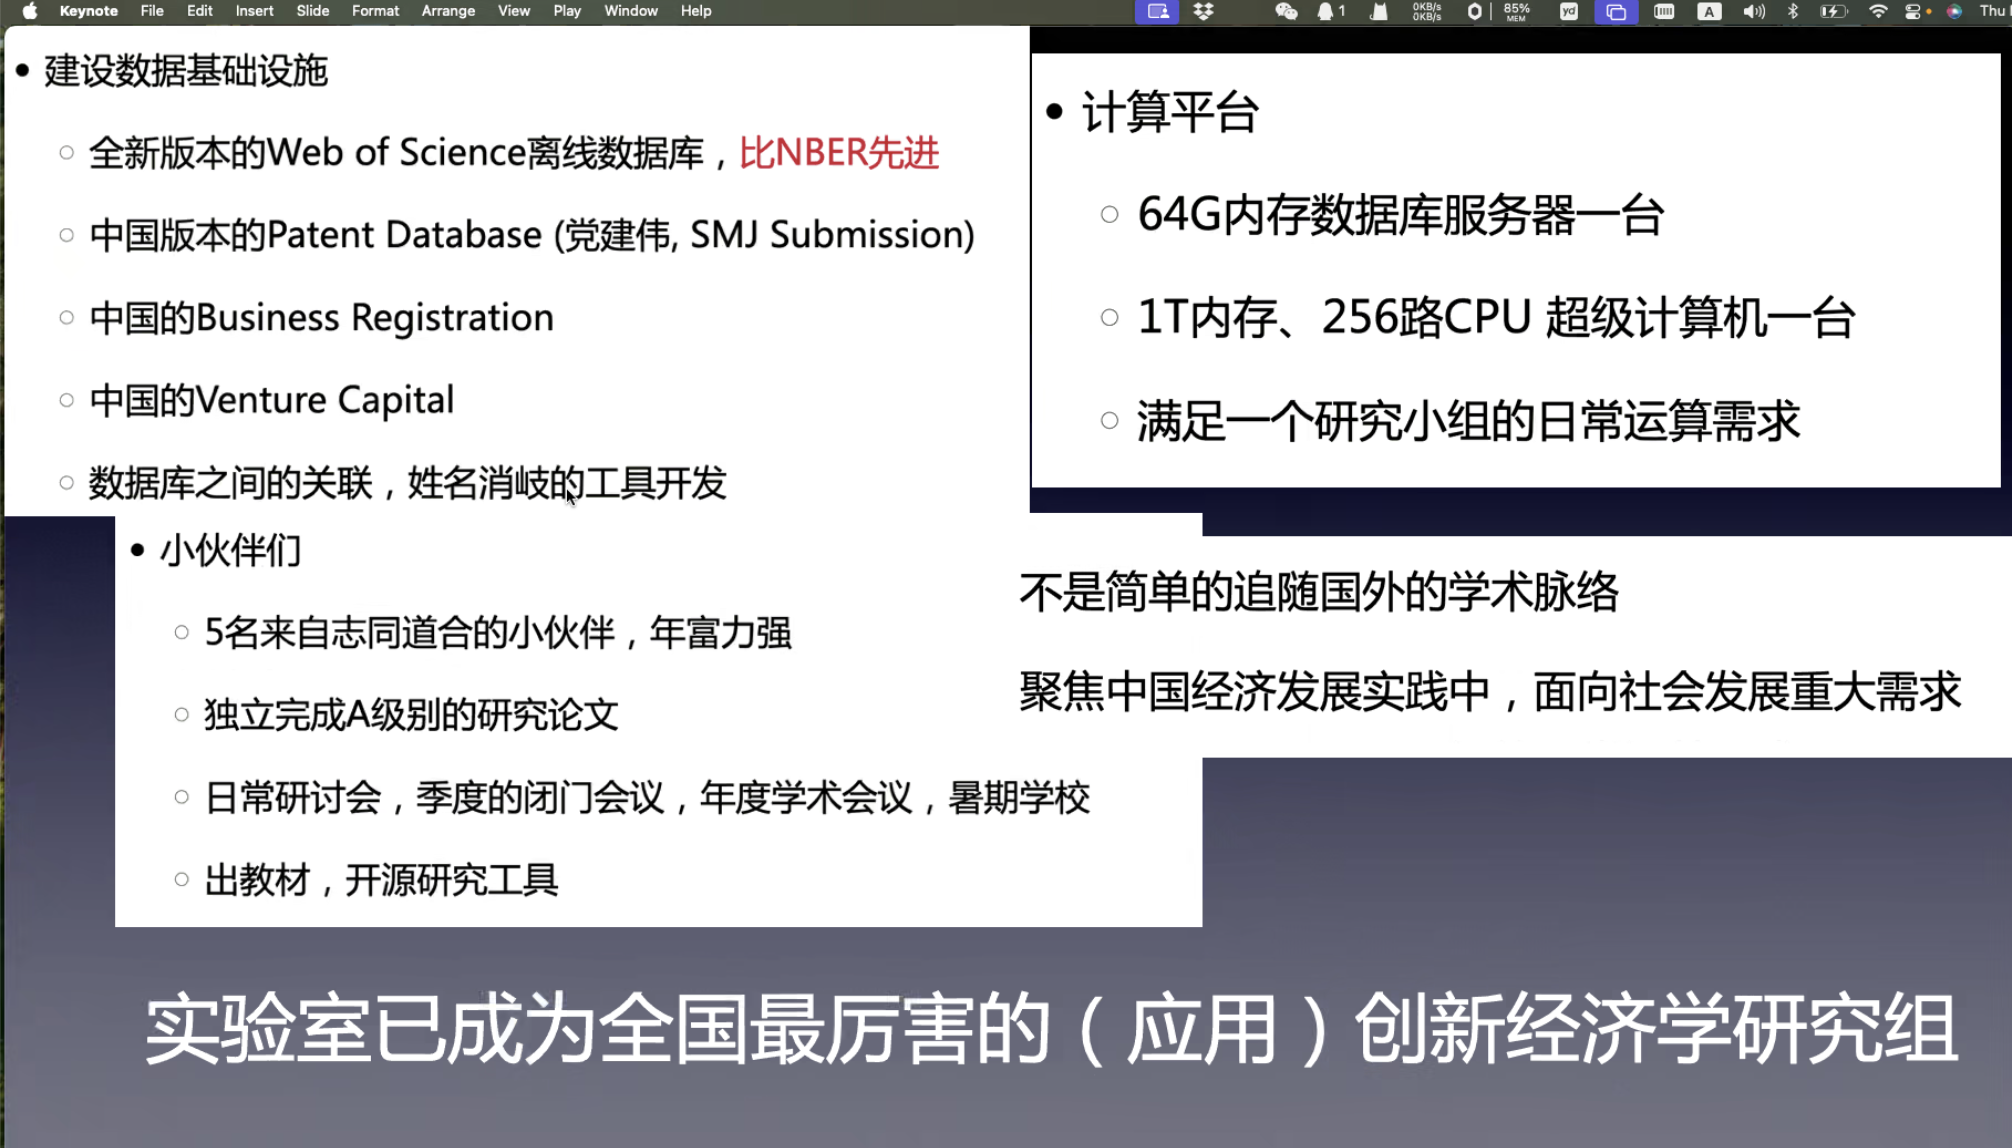 Keynote File Edit Insert Slide Format Arrange View Play Window Help 1 0KB/s 0KB/s 85% MEM yd A Thu
• 建设数据基础设施
○ 全新版本的Web of Science离线数据库，比NBER先进
○ 中国版本的Patent Database (党建伟, SMJ Submission)
○ 中国的Business Registration
○ 中国的Venture Capital
○ 数据库之间的关联，姓名消岐的工具开发
• 计算平台
○ 64G内存数据库服务器一台
○ 1T内存、256路CPU 超级计算机一台
○ 满足一个研究小组的日常运算需求
• 小伙伴们
○ 5名来自志同道合的小伙伴，年富力强
○ 独立完成A级别的研究论文
○ 日常研讨会，季度的闭门会议，年度学术会议，暑期学校
○ 出教材，开源研究工具
不是简单的追随国外的学术脉络
聚焦中国经济发展实践中，面向社会发展重大需求
实验室已成为全国最厉害的（应用）创新经济学研究组